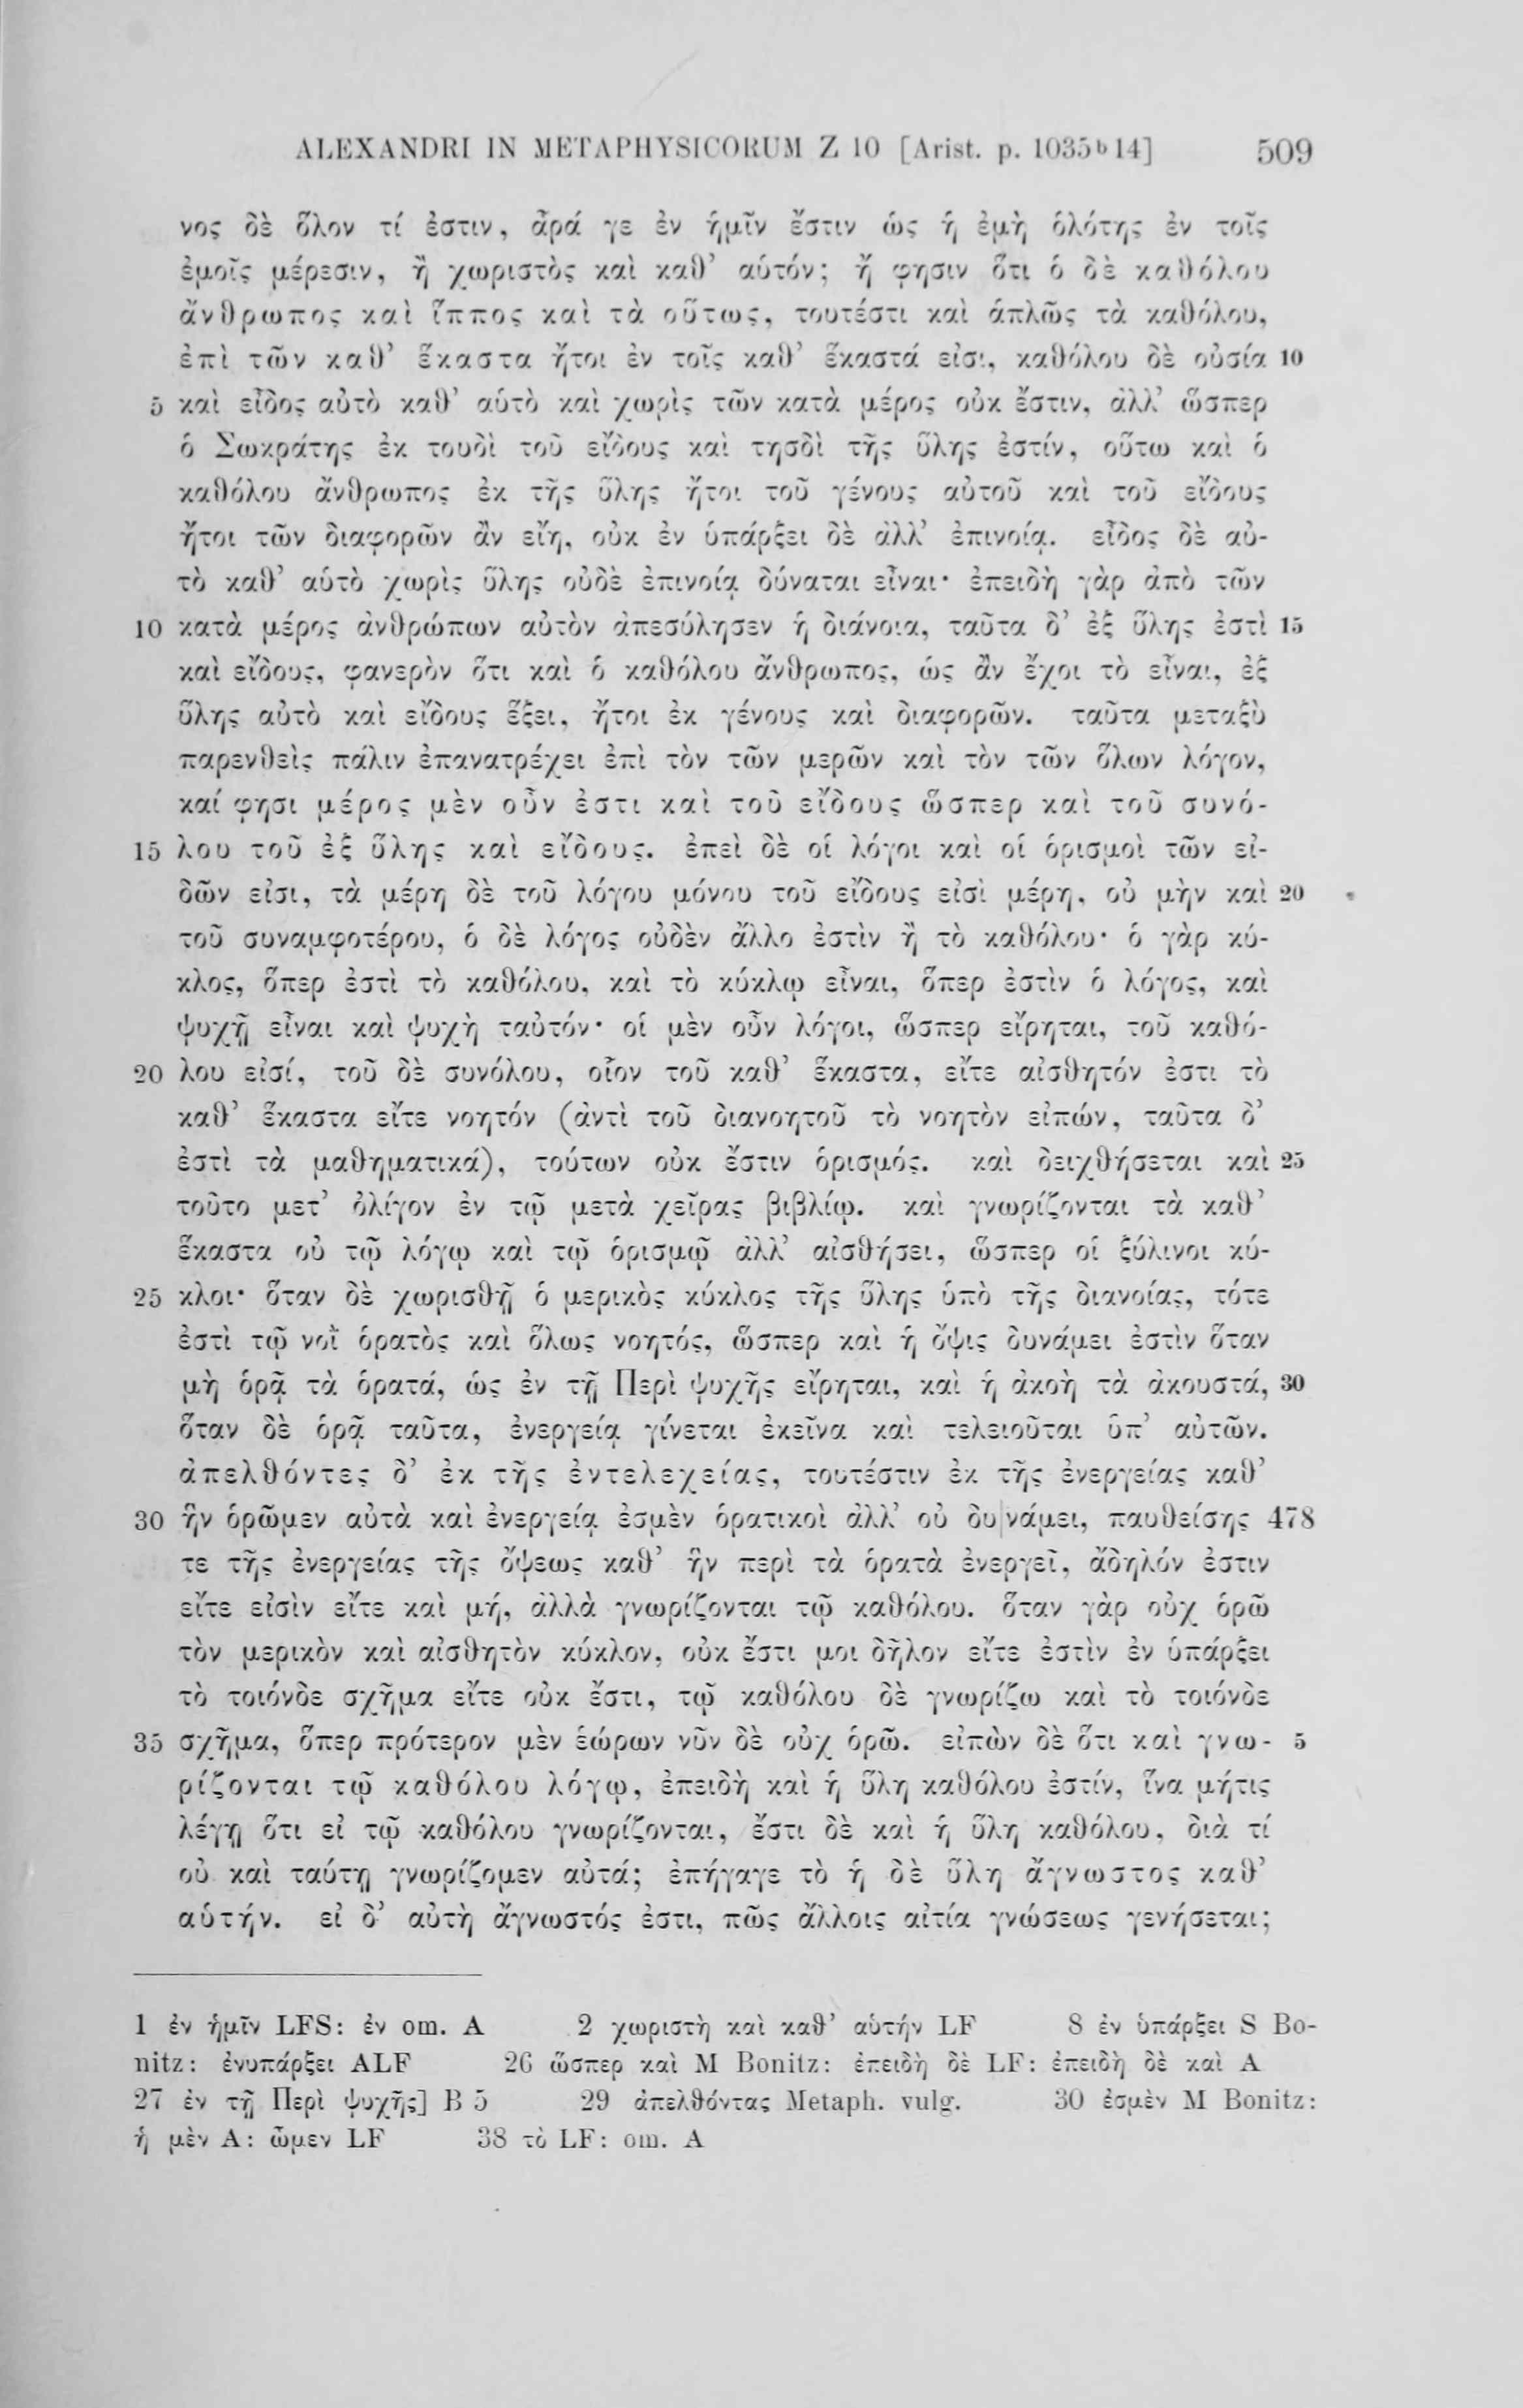 ALEXANDRI IN METAPHYSICORUM Z 10 [Arist. p. 1035ᵇ14] 509
νος δὲ ὅλον τί ἐστιν, ἆρά γε ἐν ἡμῖν ἔστιν ὡς ἡ ἐμὴ ὁλότης ἐν τοῖς
ἐμοῖς μέρεσιν, ἢ χωριστὸς καὶ καθ’ αὑτόν; ἤ φησιν ὅτι ὁ δὲ καθόλου
ἄνθρωπος καὶ ἵππος καὶ τὰ οὕτως, τουτέστι καὶ ἁπλῶς τὰ καθόλου,
ἐπὶ τῶν καθ’ ἕκαστα ἤτοι ἐν τοῖς καθ’ ἕκαστά εἰσι, καθόλου δὲ οὐσία 10
5 καὶ εἶδος αὐτὸ καθ’ αὑτὸ καὶ χωρὶς τῶν κατὰ μέρος οὐκ ἔστιν, ἀλλ’ ὥσπερ
ὁ Σωκράτης ἐκ τουδὶ τοῦ εἴδους καὶ τησδὶ τῆς ὕλης ἐστίν, οὕτω καὶ ὁ
καθόλου ἄνθρωπος ἐκ τῆς ὕλης ἤτοι τοῦ γένους αὐτοῦ καὶ τοῦ εἴδους
ἤτοι τῶν διαφορῶν ἂν εἴη, οὐκ ἐν ὑπάρξει δὲ ἀλλ’ ἐπινοίᾳ. εἶδος δὲ αὐ-
τὸ καθ’ αὑτὸ χωρὶς ὕλης οὐδὲ ἐπινοίᾳ δύναται εἶναι· ἐπειδὴ γὰρ ἀπὸ τῶν
10 κατὰ μέρος ἀνθρώπων αὐτὸν ἀπεσύλησεν ἡ διάνοια, ταῦτα δ’ ἐξ ὕλης ἐστὶ 15
καὶ εἴδους, φανερὸν ὅτι καὶ ὁ καθόλου ἄνθρωπος, ὡς ἂν ἔχοι τὸ εἶναι, ἐξ
ὕλης αὐτὸ καὶ εἴδους ἕξει, ἤτοι ἐκ γένους καὶ διαφορῶν. ταῦτα μεταξὺ
παρενθεὶς πάλιν ἐπανατρέχει ἐπὶ τὸν τῶν μερῶν καὶ τὸν τῶν ὅλων λόγον,
καί φησι μέρος μὲν οὖν ἐστι καὶ τοῦ εἴδους ὥσπερ καὶ τοῦ συνό-
15 λου τοῦ ἐξ ὕλης καὶ εἴδους. ἐπεὶ δὲ οἱ λόγοι καὶ οἱ ὁρισμοὶ τῶν εἰ-
δῶν εἰσι, τὰ μέρη δὲ τοῦ λόγου μόνου τοῦ εἴδους εἰσὶ μέρη, οὐ μὴν καὶ 20
τοῦ συναμφοτέρου, ὁ δὲ λόγος οὐδὲν ἄλλο ἐστὶν ἢ τὸ καθόλου· ὁ γὰρ κύ-
κλος, ὅπερ ἐστὶ τὸ καθόλου, καὶ τὸ κύκλῳ εἶναι, ὅπερ ἐστὶν ὁ λόγος, καὶ
ψυχῇ εἶναι καὶ ψυχὴ ταὐτόν· οἱ μὲν οὖν λόγοι, ὥσπερ εἴρηται, τοῦ καθό-
20 λου εἰσί, τοῦ δὲ συνόλου, οἷον τοῦ καθ’ ἕκαστα, εἴτε αἰσθητόν ἐστι τὸ
καθ’ ἕκαστα εἴτε νοητόν (ἀντὶ τοῦ διανοητοῦ τὸ νοητὸν εἰπών, ταῦτα δ’
ἐστὶ τὰ μαθηματικά), τούτων οὐκ ἔστιν ὁρισμός. καὶ δειχθήσεται καὶ 25
τοῦτο μετ’ ὀλίγον ἐν τῷ μετὰ χεῖρας βιβλίῳ. καὶ γνωρίζονται τὰ καθ’
ἕκαστα οὐ τῷ λόγῳ καὶ τῷ ὁρισμῷ ἀλλ’ αἰσθήσει, ὥσπερ οἱ ξύλινοι κύ-
25 κλοι· ὅταν δὲ χωρισθῇ ὁ μερικὸς κύκλος τῆς ὕλης ὑπὸ τῆς διανοίας, τότε
ἐστὶ τῷ νοῒ ὁρατὸς καὶ ὅλως νοητός, ὥσπερ καὶ ἡ ὄψις δυνάμει ἐστὶν ὅταν
μὴ ὁρᾷ τὰ ὁρατά, ὡς ἐν τῇ Περὶ ψυχῆς εἴρηται, καὶ ἡ ἀκοὴ τὰ ἀκουστά, 30
ὅταν δὲ ὁρᾷ ταῦτα, ἐνεργείᾳ γίνεται ἐκεῖνα καὶ τελειοῦται ὑπ’ αὐτῶν.
ἀπελθόντες δ’ ἐκ τῆς ἐντελεχείας, τουτέστιν ἐκ τῆς ἐνεργείας καθ’
30 ἣν ὁρῶμεν αὐτὰ καὶ ἐνεργείᾳ ἐσμὲν ὁρατικοὶ ἀλλ’ οὐ δυ|νάμει, παυθείσης 478
τε τῆς ἐνεργείας τῆς ὄψεως καθ’ ἣν περὶ τὰ ὁρατὰ ἐνεργεῖ, ἄδηλόν ἐστιν
εἴτε εἰσὶν εἴτε καὶ μή, ἀλλὰ γνωρίζονται τῷ καθόλου. ὅταν γὰρ οὐχ ὁρῶ
τὸν μερικὸν καὶ αἰσθητὸν κύκλον, οὐκ ἔστι μοι δῆλον εἴτε ἐστὶν ἐν ὑπάρξει
τὸ τοιόνδε σχῆμα εἴτε οὐκ ἔστι, τῷ καθόλου δὲ γνωρίζω καὶ τὸ τοιόνδε
35 σχῆμα, ὅπερ πρότερον μὲν ἑώρων νῦν δὲ οὐχ ὁρῶ. εἰπὼν δὲ ὅτι καὶ γνω- 5
ρίζονται τῷ καθόλου λόγῳ, ἐπειδὴ καὶ ἡ ὕλη καθόλου ἐστίν, ἵνα μήτις
λέγῃ ὅτι εἰ τῷ καθόλου γνωρίζονται, ἔστι δὲ καὶ ἡ ὕλη καθόλου, διὰ τί
οὐ καὶ ταύτῃ γνωρίζομεν αὐτά; ἐπήγαγε τὸ ἡ δὲ ὕλη ἄγνωστος καθ’
αὑτήν. εἰ δ’ αὐτὴ ἄγνωστός ἐστι, πῶς ἄλλοις αἰτία γνώσεως γενήσεται;
1 ἐν ἡμῖν LFS: ἐν om. A 2 χωριστὴ καὶ καθ’ αὑτήν LF 8 ἐν ὑπάρξει S Bo-
nitz: ἐνυπάρξει ALF 26 ὥσπερ καὶ M Bonitz: ἐπειδὴ δὲ LF: ἐπειδὴ δὲ καὶ A
27 ἐν τῇ Περὶ ψυχῆς] B 5 29 ἀπελθόντας Metaph. vulg. 30 ἐσμὲν M Bonitz:
ἡ μὲν A: ὦμεν LF 38 τὸ LF: om. A